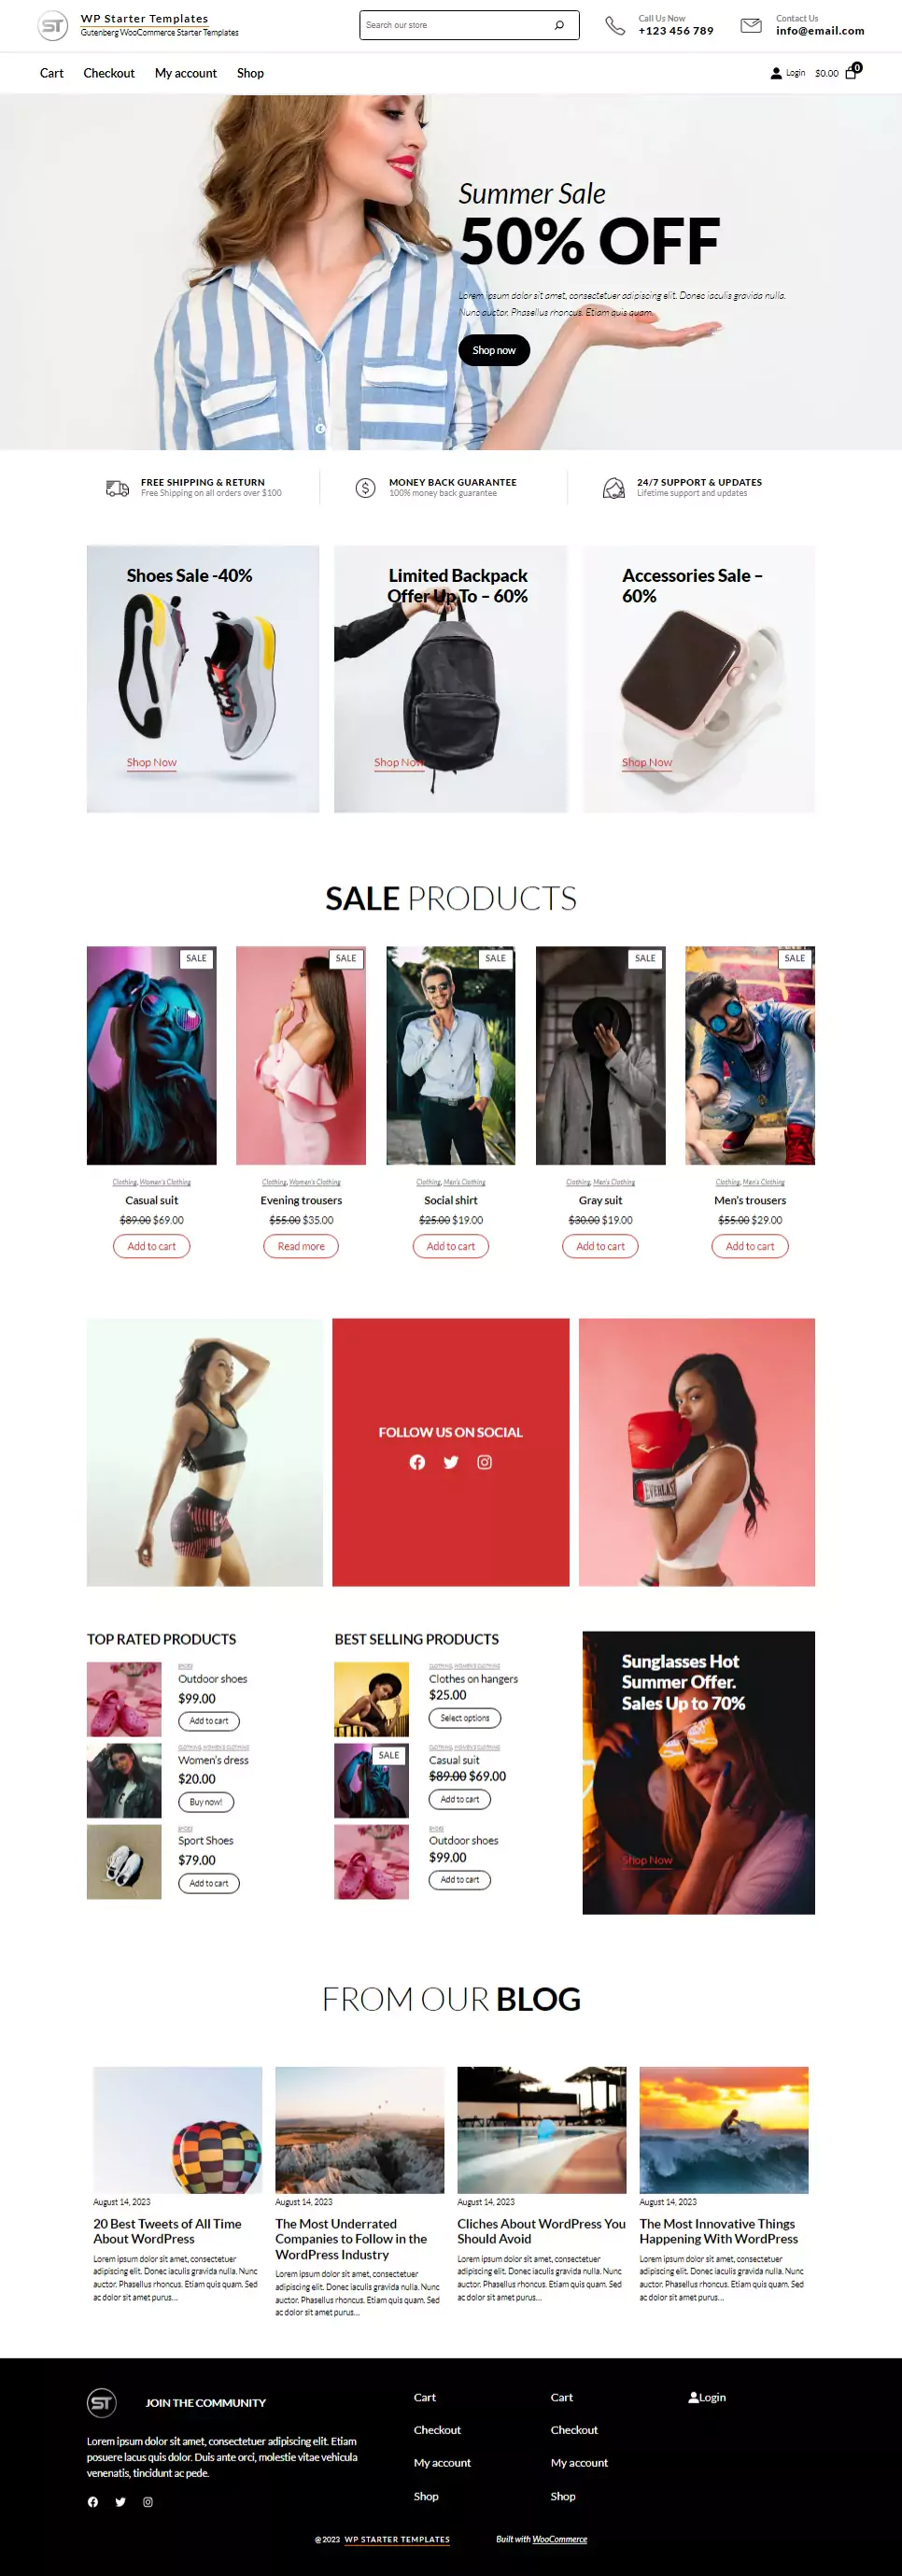 ST
WP Starter Templates
Gutenberg WooCommerce Starter Templates
Search our store
Call Us Now
+123 456 789
Contact Us
info@email.com
Cart
Checkout
My account
Shop
Login
$0.00
0
Summer Sale
50% OFF
Lorem ipsum dolor sit amet, consectetuer adipiscing elit. Donec iaculis gravida nulla.
Nunc auctor. Phasellus rhoncus. Etiam quis quam.
Shop now
FREE SHIPPING & RETURN
Free Shipping on all orders over $100
MONEY BACK GUARANTEE
100% money back guarantee
24/7 SUPPORT & UPDATES
Lifetime support and updates
Shoes Sale -40%
Shop Now
Limited Backpack
Offer Up To – 60%
Shop Now
Accessories Sale –
60%
Shop Now
SALE PRODUCTS
SALE
Clothing, Women's Clothing
Casual suit
$89.00 $69.00
Add to cart
SALE
Clothing, Women's Clothing
Evening trousers
$55.00 $35.00
Read more
SALE
Clothing, Men's Clothing
Social shirt
$25.00 $19.00
Add to cart
SALE
Clothing, Men's Clothing
Gray suit
$30.00 $19.00
Add to cart
SALE
Clothing, Men's Clothing
Men's trousers
$55.00 $29.00
Add to cart
FOLLOW US ON SOCIAL
EVERLAST
TOP RATED PRODUCTS
SHOES
Outdoor shoes
$99.00
Add to cart
CLOTHING, WOMEN'S CLOTHING
Women's dress
$20.00
Buy now!
SHOES
Sport Shoes
$79.00
Add to cart
BEST SELLING PRODUCTS
CLOTHING, WOMEN'S CLOTHING
Clothes on hangers
$25.00
Select options
SALE
CLOTHING, WOMEN'S CLOTHING
Casual suit
$89.00 $69.00
Add to cart
SHOES
Outdoor shoes
$99.00
Add to cart
Sunglasses Hot
Summer Offer.
Sales Up to 70%
Shop Now
FROM OUR BLOG
August 14, 2023
20 Best Tweets of All Time
About WordPress
Lorem ipsum dolor sit amet, consectetuer
adipiscing elit. Donec iaculis gravida nulla. Nunc
auctor. Phasellus rhoncus. Etiam quis quam. Sed
ac dolor sit amet purus…
August 14, 2023
The Most Underrated
Companies to Follow in the
WordPress Industry
Lorem ipsum dolor sit amet, consectetuer
adipiscing elit. Donec iaculis gravida nulla. Nunc
auctor. Phasellus rhoncus. Etiam quis quam. Sed
ac dolor sit amet purus…
August 14, 2023
Cliches About WordPress You
Should Avoid
Lorem ipsum dolor sit amet, consectetuer
adipiscing elit. Donec iaculis gravida nulla. Nunc
auctor. Phasellus rhoncus. Etiam quis quam. Sed
ac dolor sit amet purus…
August 14, 2023
The Most Innovative Things
Happening With WordPress
Lorem ipsum dolor sit amet, consectetuer
adipiscing elit. Donec iaculis gravida nulla. Nunc
auctor. Phasellus rhoncus. Etiam quis quam. Sed
ac dolor sit amet purus…
ST
JOIN THE COMMUNITY
Lorem ipsum dolor sit amet, consectetuer adipiscing elit. Etiam
posuere lacus quis dolor. Duis ante orci, molestie vitae vehicula
venenatis, tincidunt ac pede.
Cart
Checkout
My account
Shop
Cart
Checkout
My account
Shop
Login
@2023 WP STARTER TEMPLATES
Built with WooCommerce